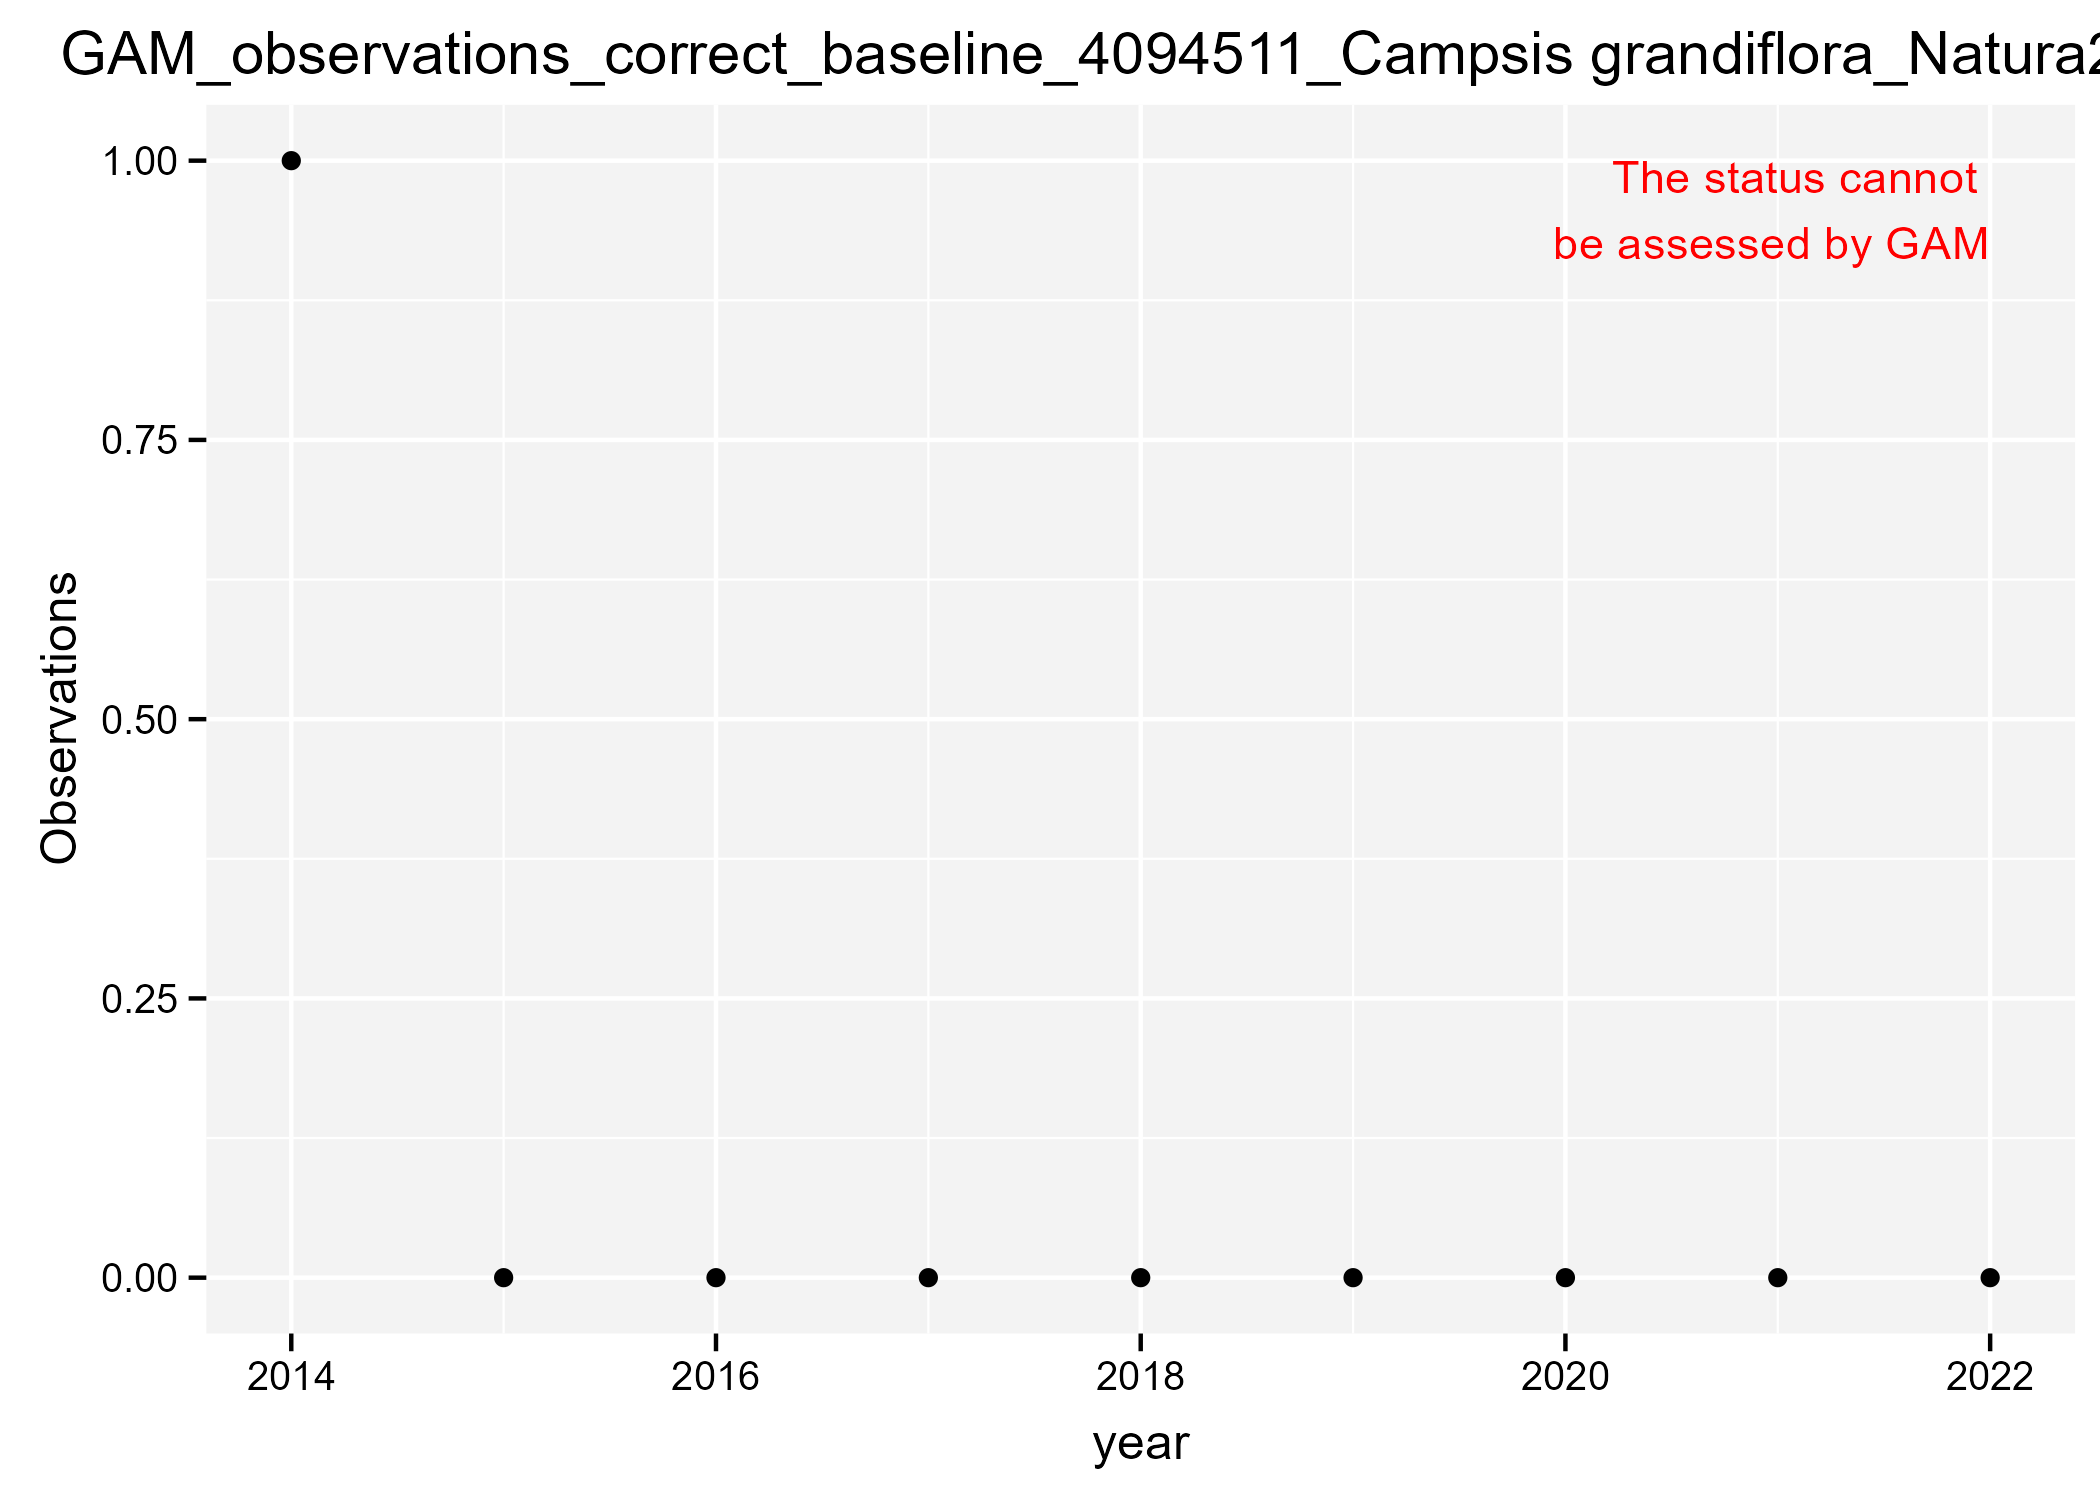 GAM_observations_correct_baseline_4094511_Campsis grandiflora_Natura2
The status cannot
be assessed by GAM
1.00
0.75
0.50
0.25
0.00
Observations
2014 2016 2018 2020 2022
year